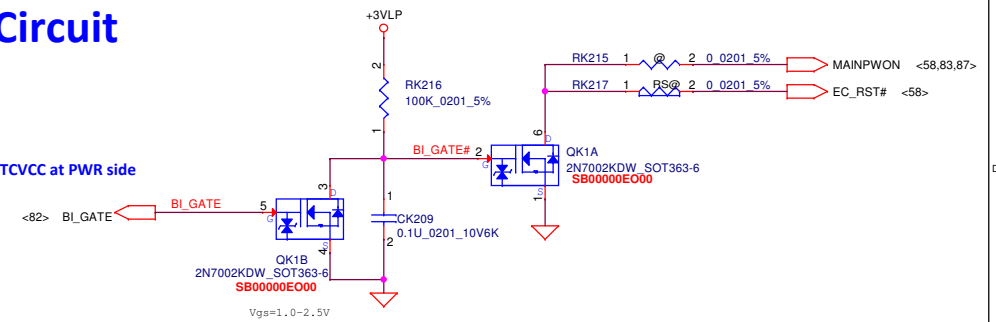 Circuit
+3VLP
RK215 1 @ 2 0_0201_5% MAINPWON <58,83,87>
RK217 1 RS@ 2 0_0201_5% EC_RST# <58>
2
RK216
100K_0201_5%
1
BI_GATE# 2 G
6 D
QK1A
2N7002KDW_SOT363-6
SB00000EO00
S 1
TCVCC at PWR side
<82> BI_GATE BI_GATE 5 G
3 D
1
CK209
0.1U_0201_10V6K
2
S 4
QK1B
2N7002KDW_SOT363-6
SB00000EO00
Vgs=1.0-2.5V
D